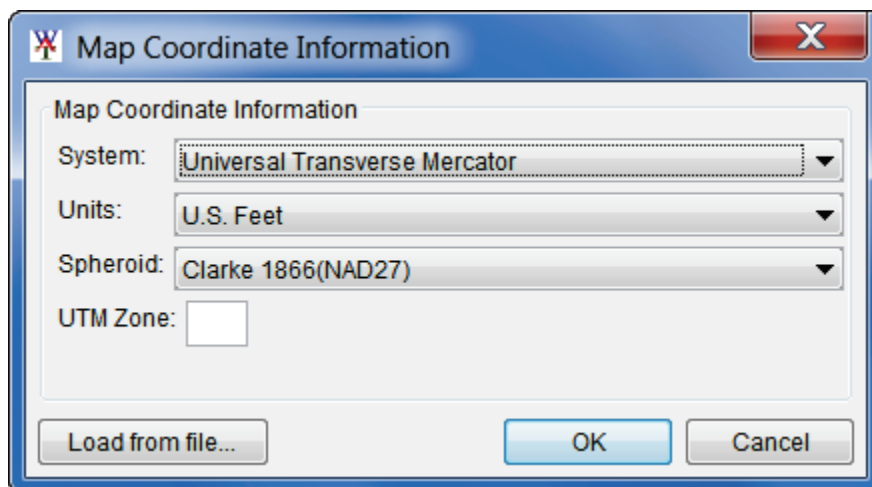 Map Coordinate Information
Map Coordinate Information
System: Universal Transverse Mercator
Units: U.S. Feet
Spheroid: Clarke 1866(NAD27)
UTM Zone:
Load from file... OK Cancel